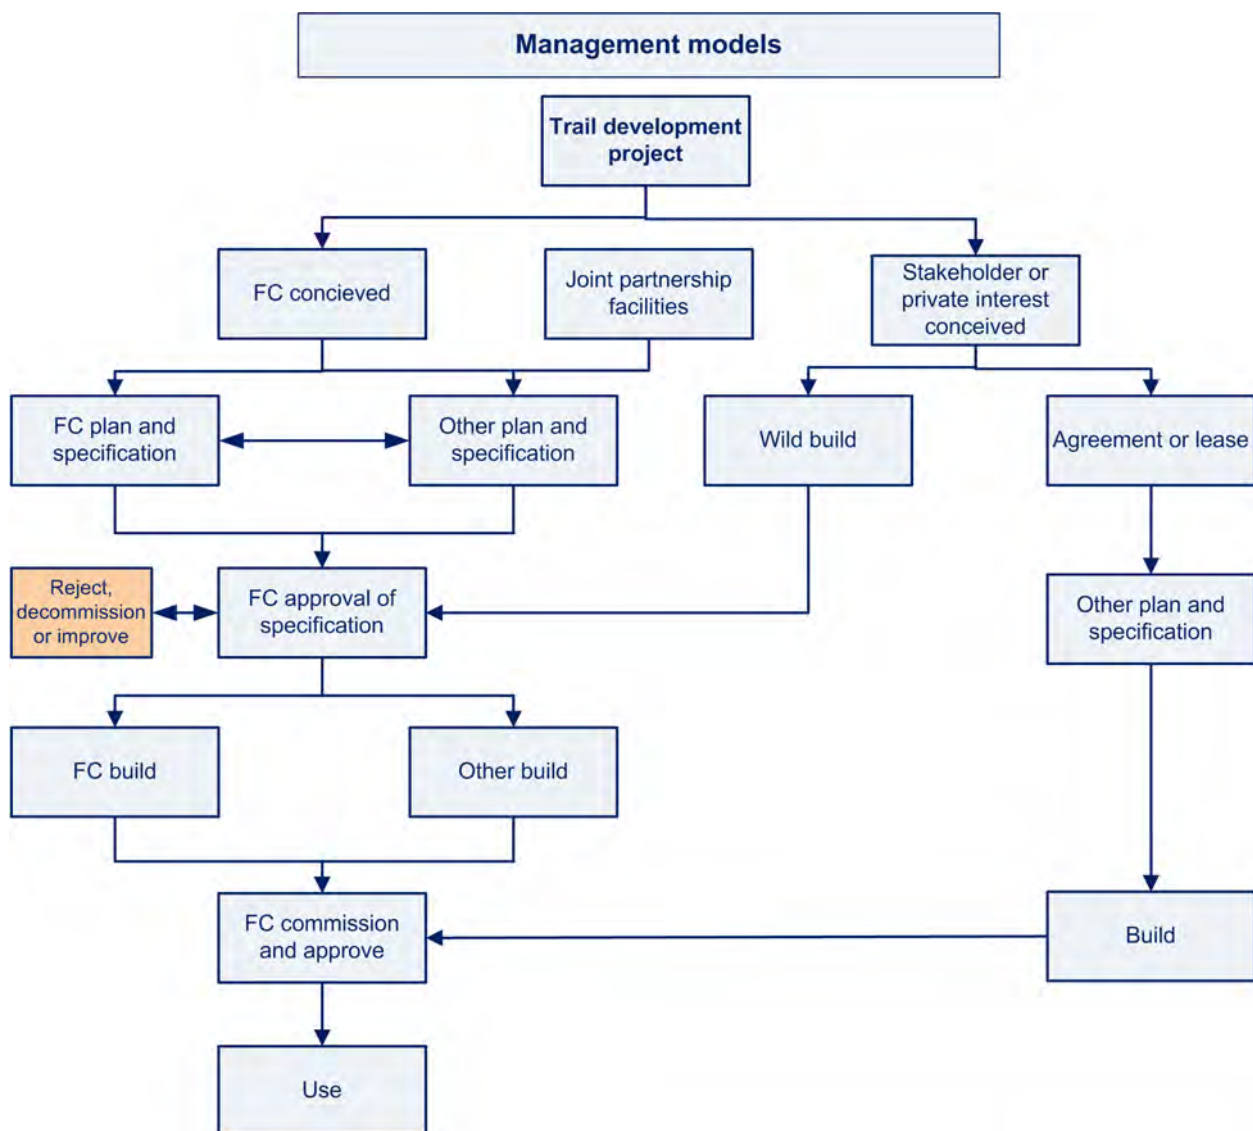 Management models
Trail development
project
FC concieved
Joint partnership
facilities
Stakeholder or
private interest
conceived
FC plan and
specification
Other plan and
specification
Wild build
Agreement or lease
Reject,
decommission
or improve
FC approval of
specification
Other plan and
specification
FC build
Other build
FC commission
and approve
Build
Use